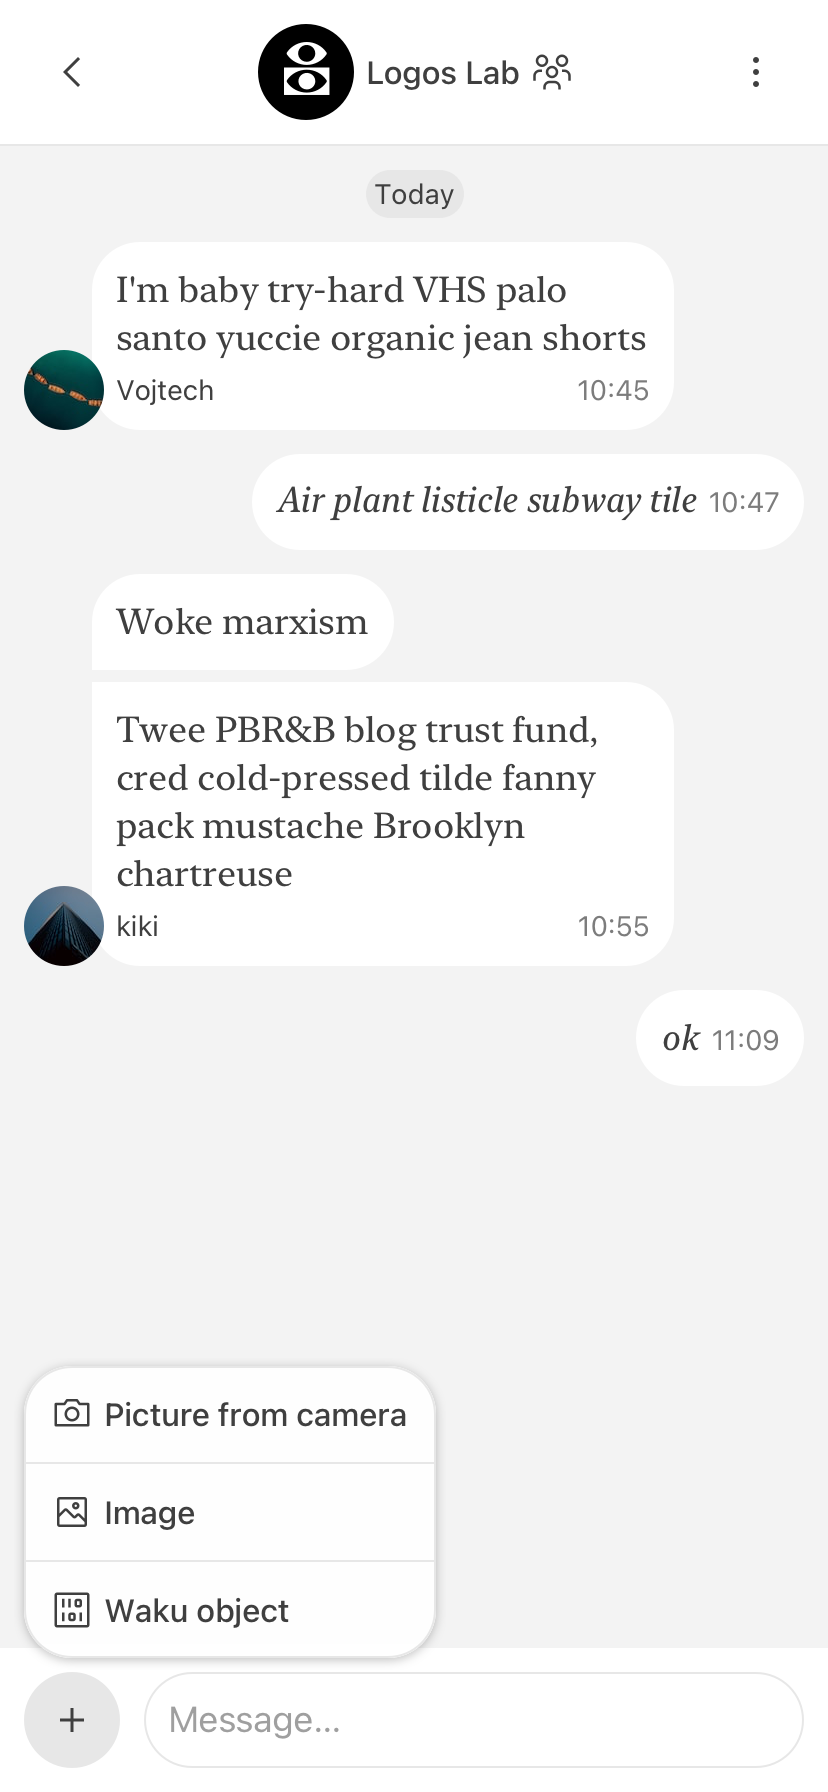 Logos Lab
Today
I'm baby try-hard VHS palo
santo yuccie organic jean shorts
Vojtech 10:45
Air plant listicle subway tile 10:47
Woke marxism
Twee PBR&B blog trust fund,
cred cold-pressed tilde fanny
pack mustache Brooklyn
chartreuse
kiki 10:55
ok 11:09
Picture from camera
Image
Waku object
Message...